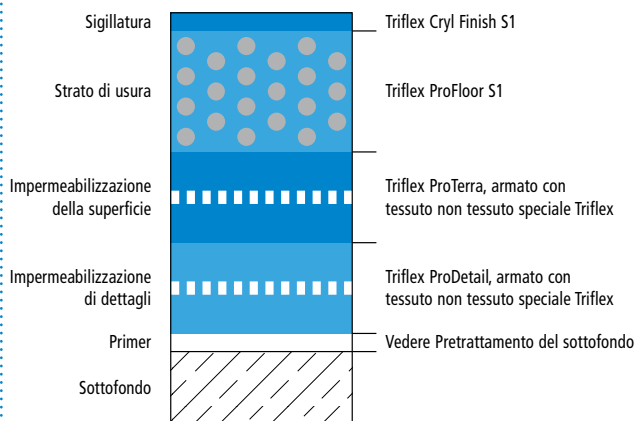 Sigillatura
Triflex Cryl Finish S1
Strato di usura
Triflex ProFloor S1
Impermeabilizzazione
della superficie
Triflex ProTerra, armato con
tessuto non tessuto speciale Triflex
Impermeabilizzazione
di dettagli
Triflex ProDetail, armato con
tessuto non tessuto speciale Triflex
Primer
Vedere Pretrattamento del sottofondo
Sottofondo